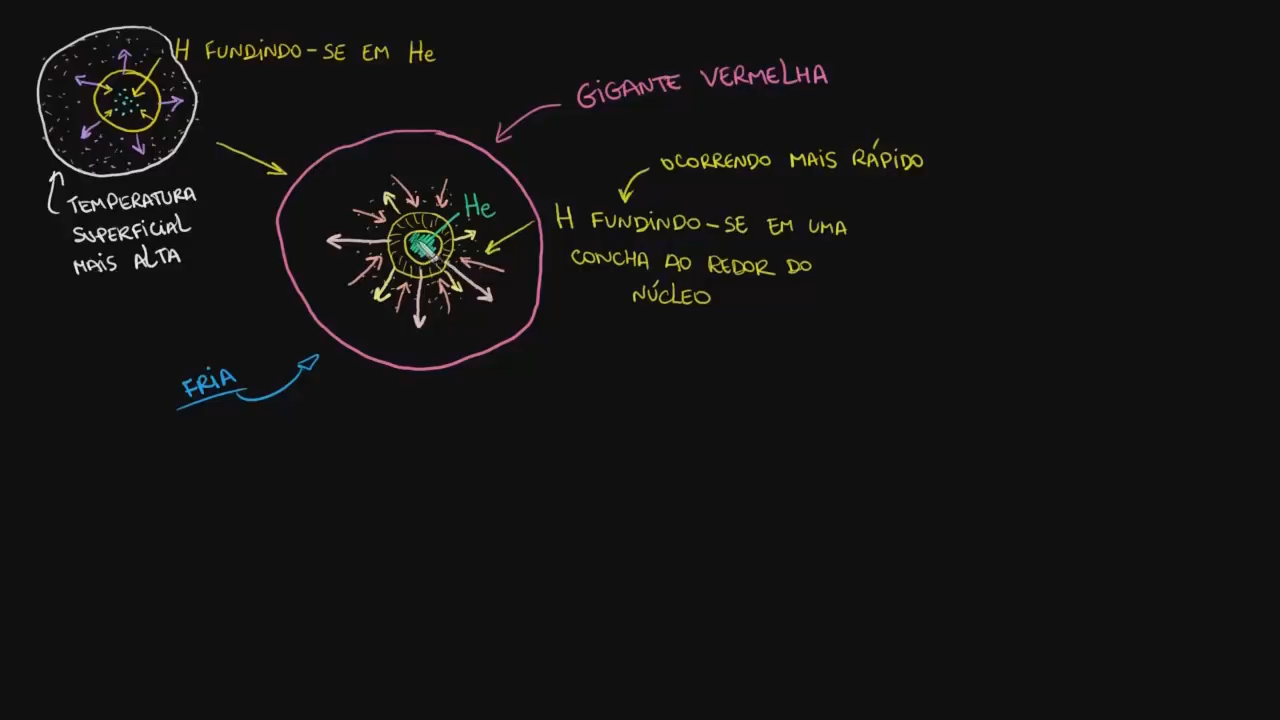 H FUNDINDO-SE EM He
TEMPERATURA
SUPERFICIAL
MAIS ALTA
GIGANTE VERMELHA
OCORRENDO MAIS RÁPIDO
He
H FUNDINDO-SE EM UMA
CONCHA AO REDOR DO
NÚCLEO
FRIA